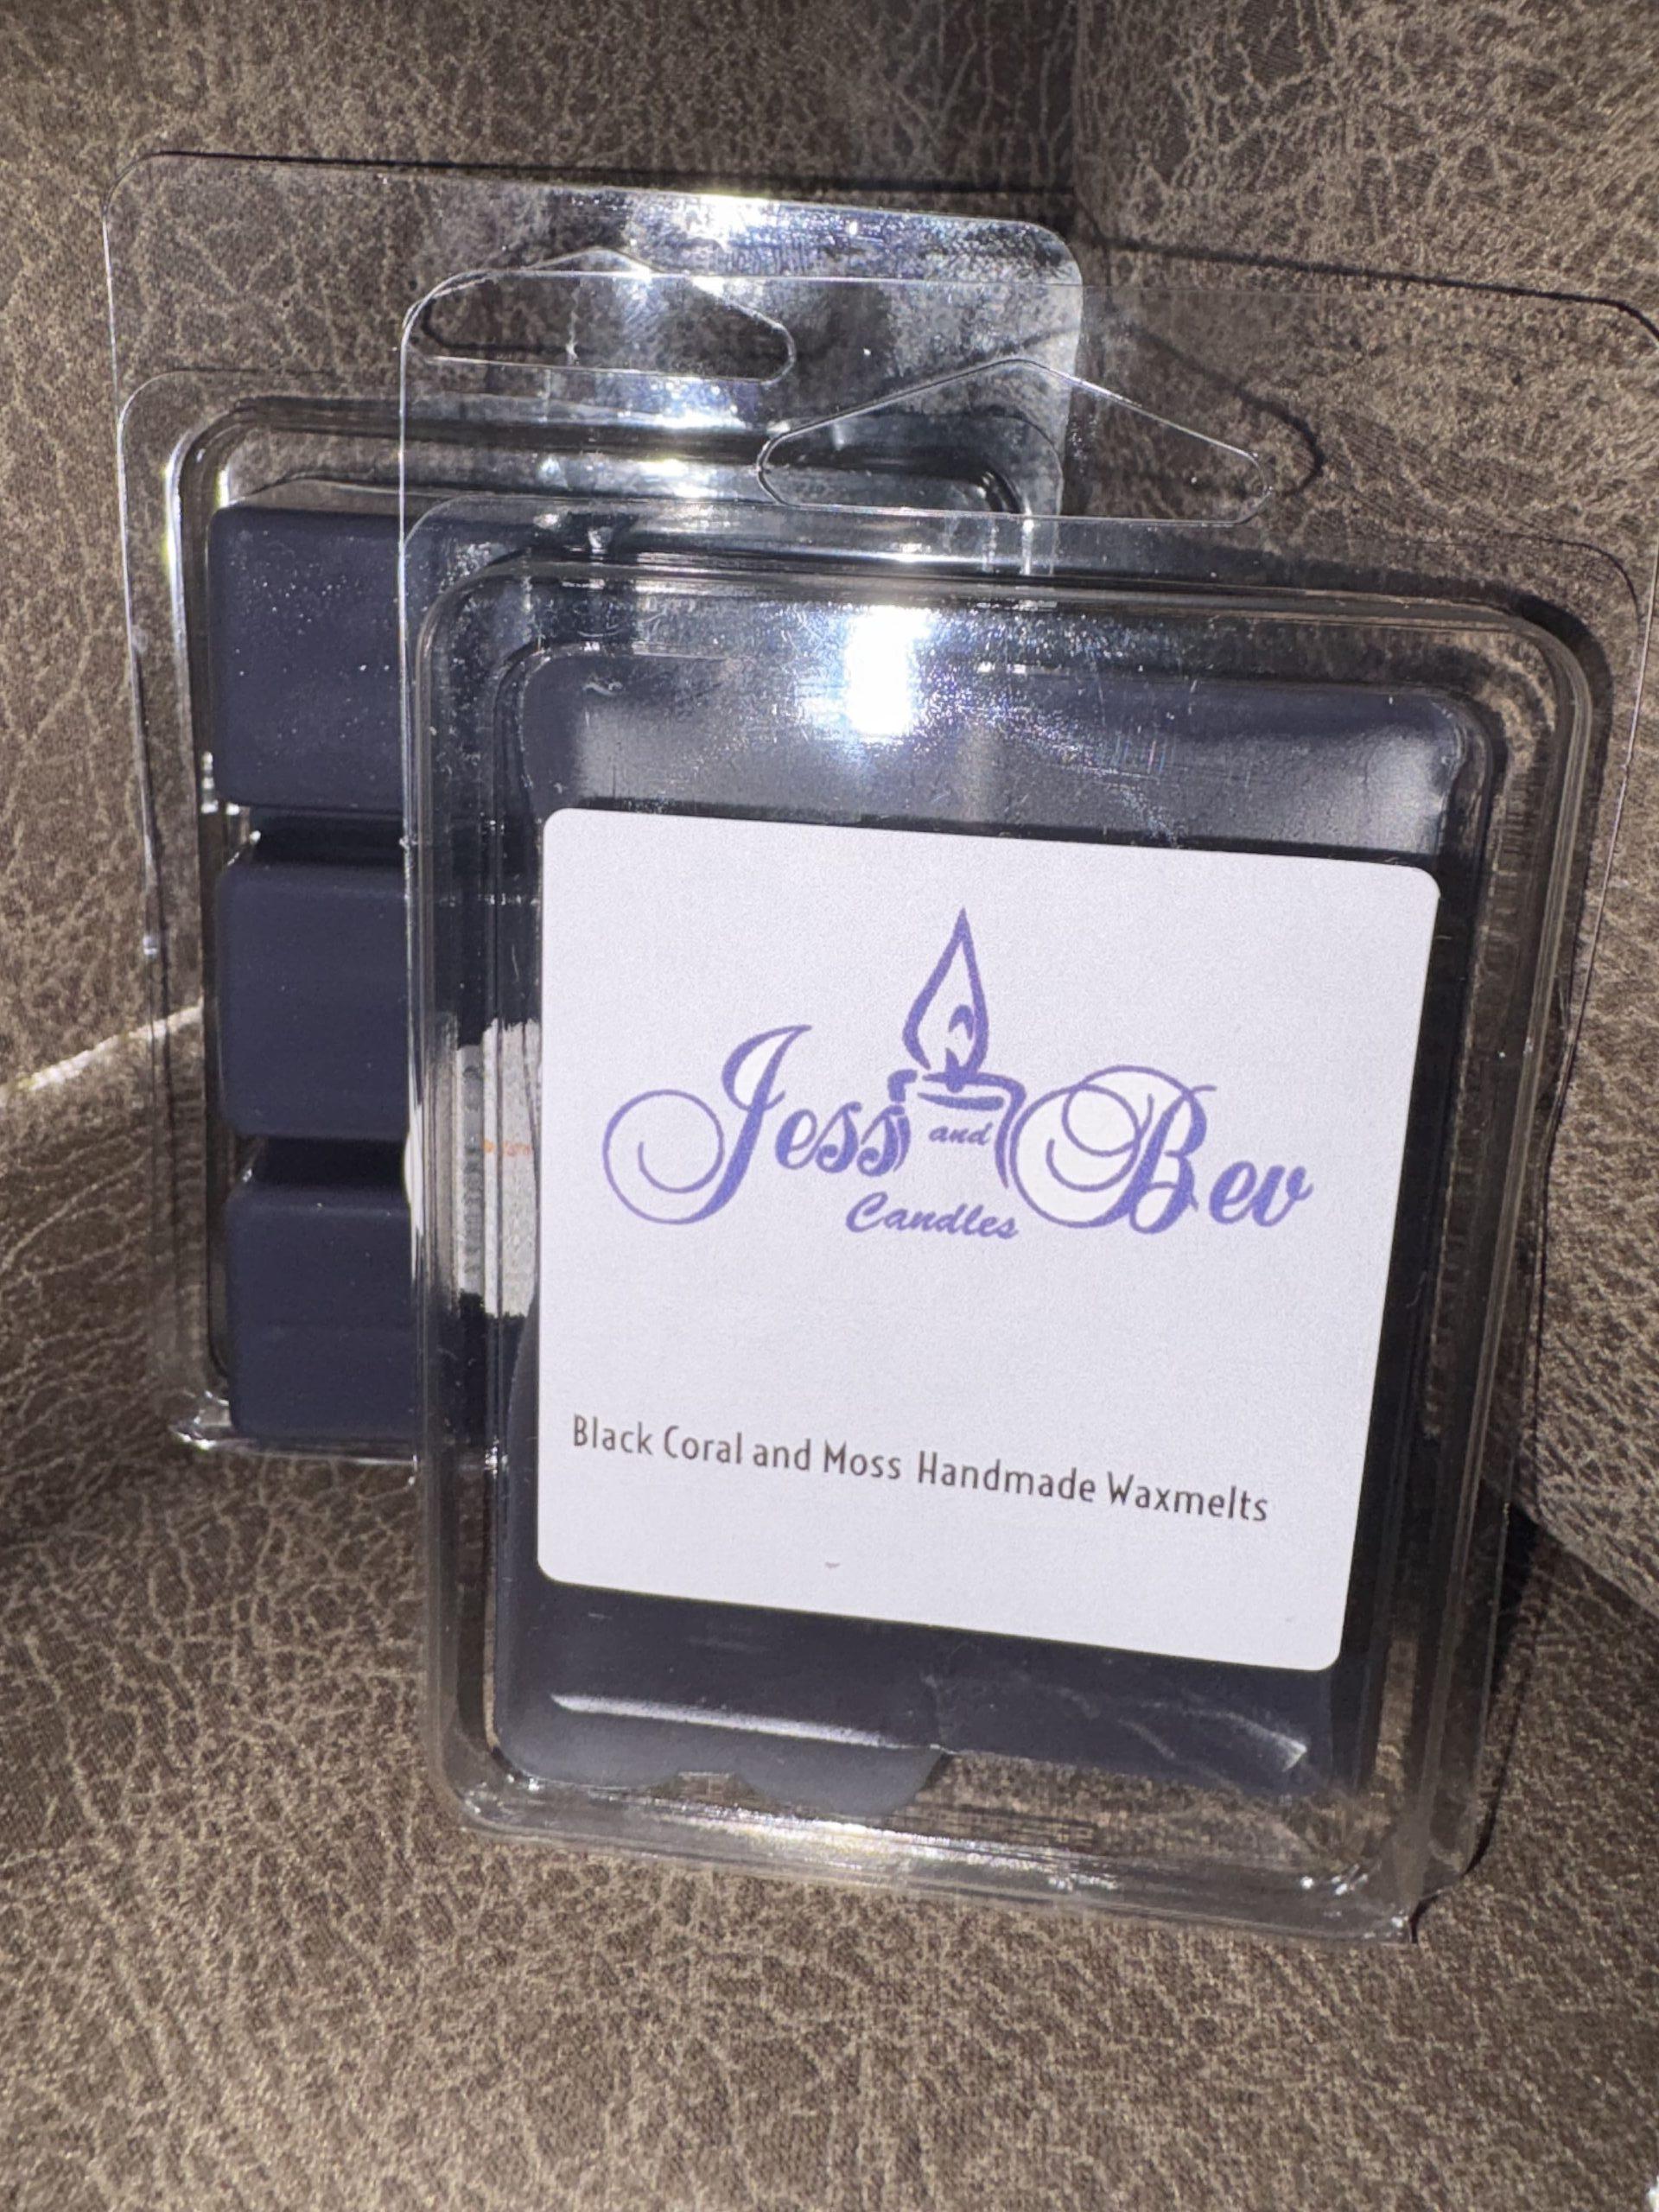 Jess and Bev
Candles
Black Coral and Moss Handmade Waxmelts